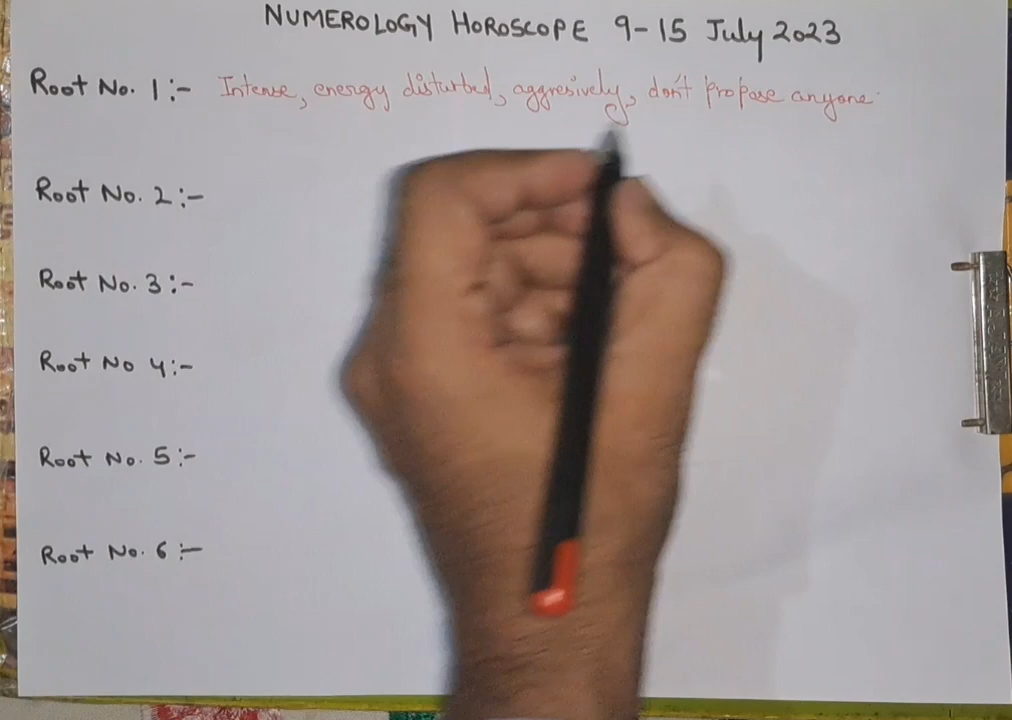 NUMEROLOGY HOROSCOPE 9-15 July 2023
Root No. 1:- Intense, energy disturbed, aggresively, don't propose anyone.
Root No. 2:-
Root No. 3:-
Root No 4:-
Root No. 5:-
Root No. 6:-